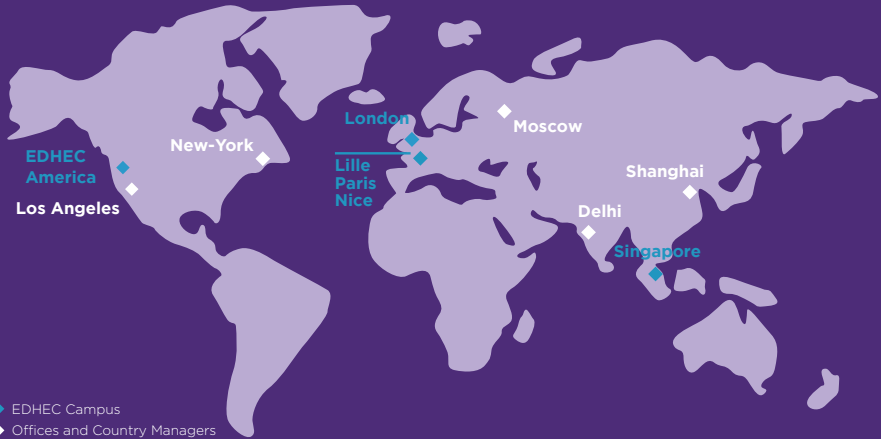 London
Moscow
New-York
EDHEC
America
Lille
Paris
Nice
Shanghai
Los Angeles
Delhi
Singapore
EDHEC Campus
Offices and Country Managers